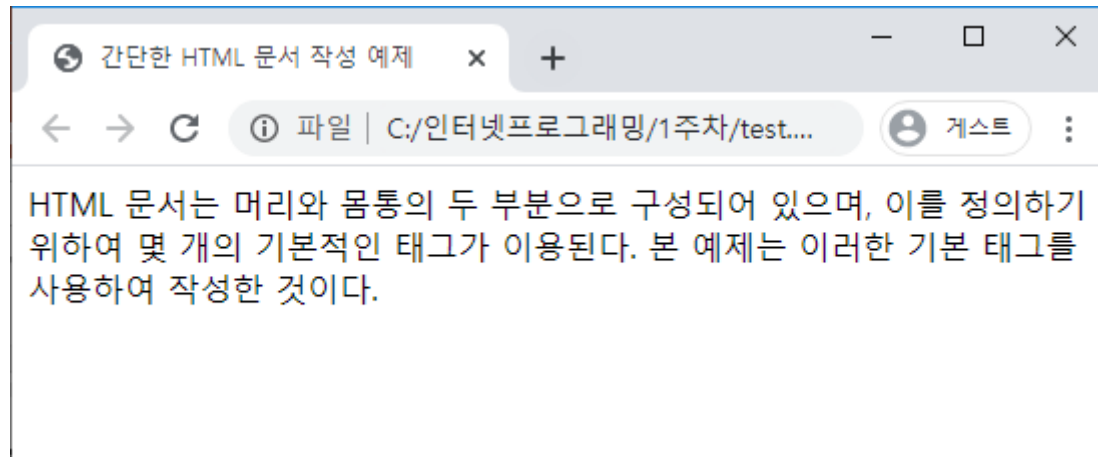 간단한 HTML 문서 작성 예제
파일 | C:/인터넷프로그래밍/1주차/test....
게스트
HTML 문서는 머리와 몸통의 두 부분으로 구성되어 있으며, 이를 정의하기
위하여 몇 개의 기본적인 태그가 이용된다. 본 예제는 이러한 기본 태그를
사용하여 작성한 것이다.